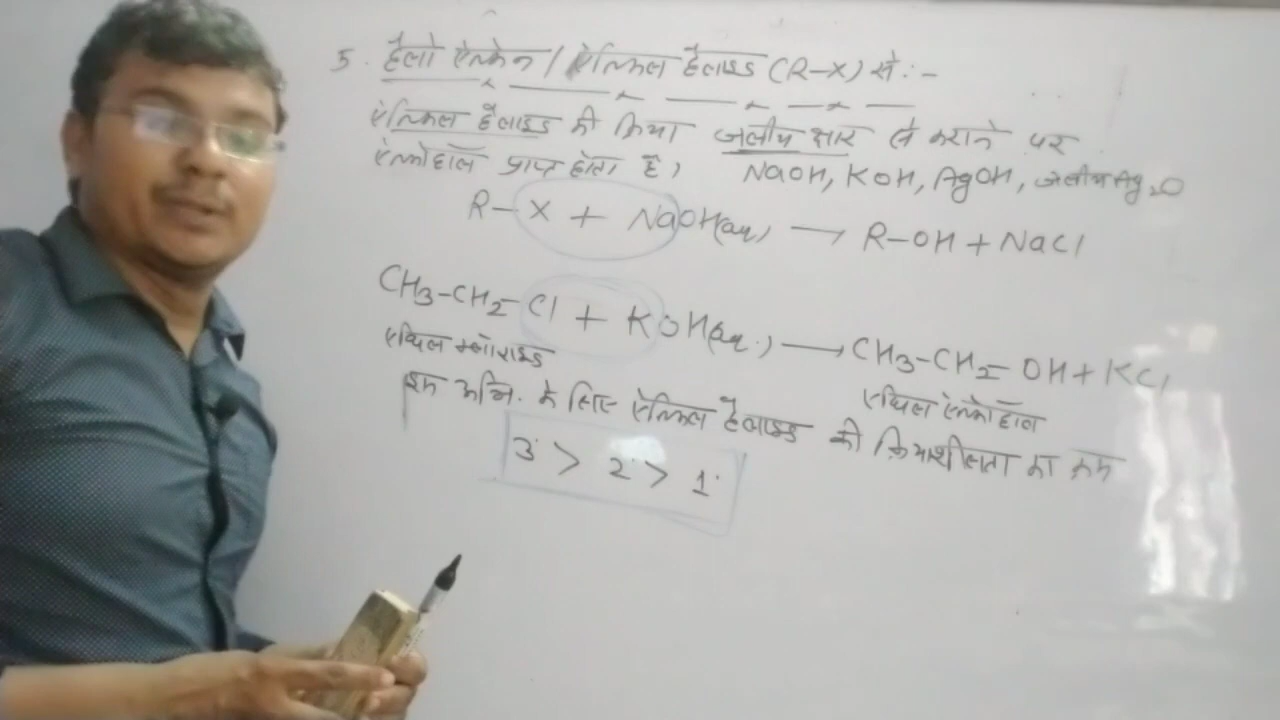 5. हैलो ऐल्केन / ऐल्किल हैलाइड (R-X) से :-
ऐल्किल हैलाइड की क्रिया जलीय क्षार से कराने पर
ऐल्कोहॉल प्राप्त होता है। NaOH, KOH, AgOH, जलीय Ag2O
R-X + NaOH(aq) → R-OH + NaCl
CH3-CH2-Cl + KOH(aq.) → CH3-CH2-OH + KCl
एथिल क्लोराइड एथिल ऐल्कोहॉल
इस अभि. के लिए ऐल्किल हैलाइड की क्रियाशीलता का क्रम
3° > 2° > 1°